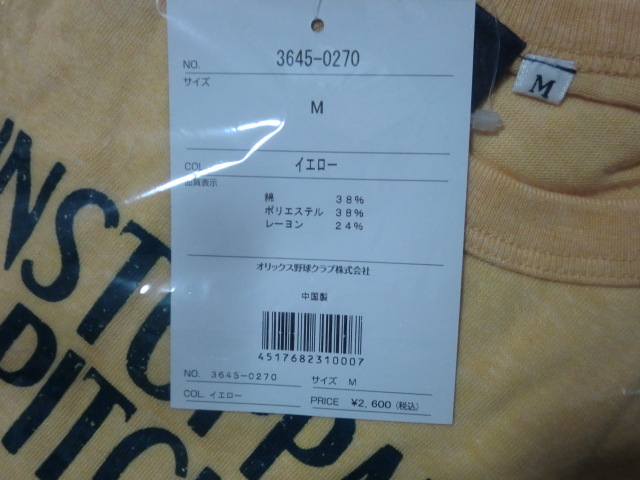 NO. 3645-0270
サイズ
M
COL イエロー
品質表示
綿 38%
ポリエステル 38%
レーヨン 24%
オリックス野球クラブ株式会社
中国製
4517682310007
NO. 3645-0270 サイズ M
COL. イエロー PRICE ¥2,600(税込)
M